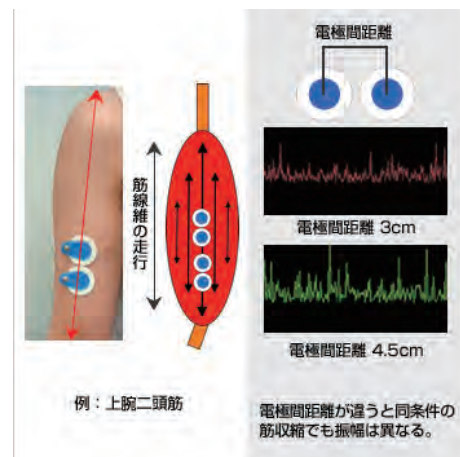 電極間距離
筋線維の走行
電極間距離 3cm
電極間距離 4.5cm
例：上腕二頭筋
電極間距離が違うと同条件の
筋収縮でも振幅は異なる。